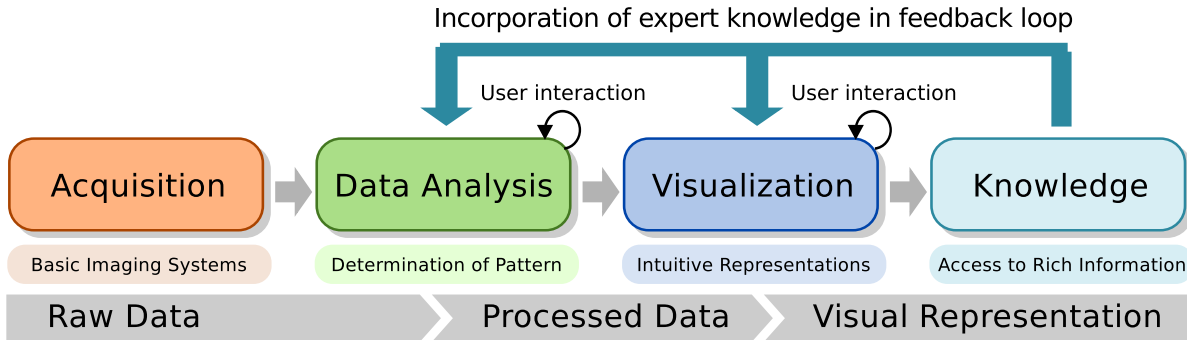 Incorporation of expert knowledge in feedback loop
User interaction
User interaction
Acquisition
Data Analysis
Visualization
Knowledge
Basic Imaging Systems
Determination of Pattern
Intuitive Representations
Access to Rich Information
Raw Data
Processed Data
Visual Representation